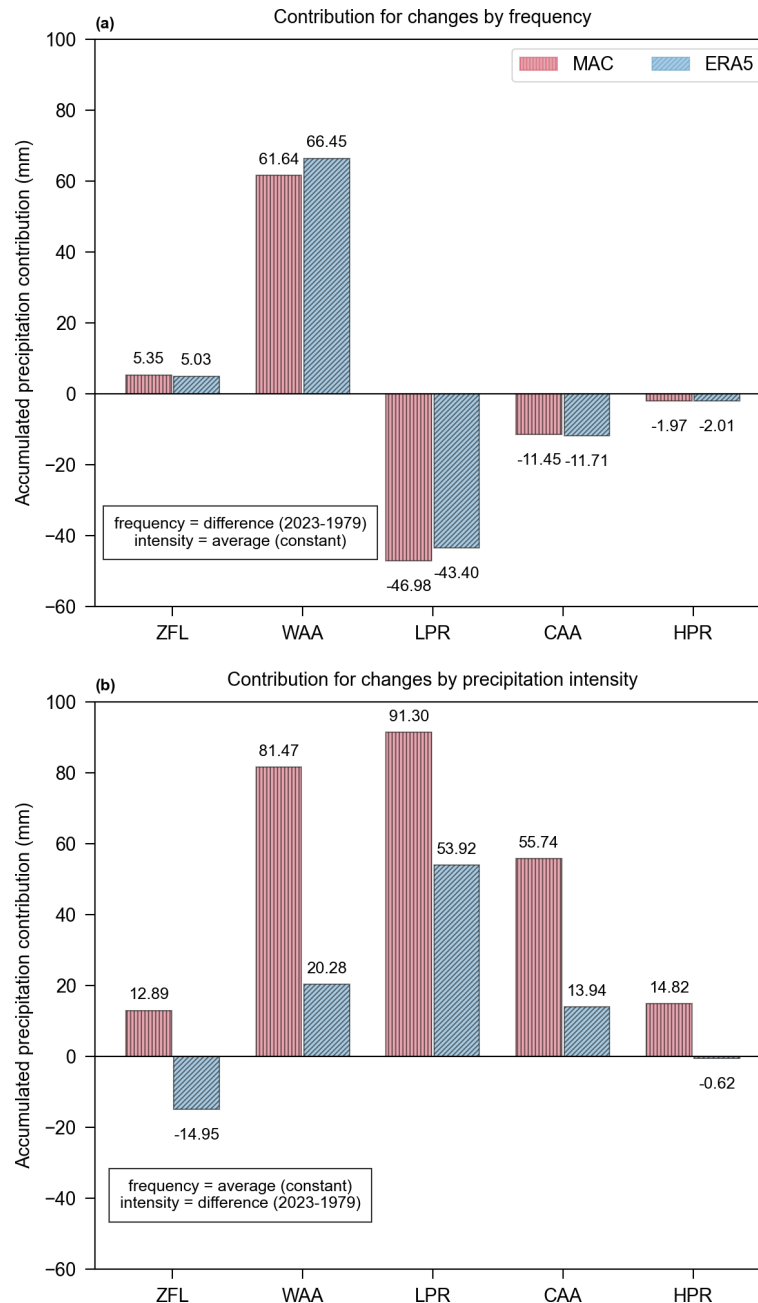 (a)
Contribution for changes by frequency
Accumulated precipitation contribution (mm)
100
80
60
40
20
0
−20
−40
−60
MAC
ERA5
5.35
5.03
61.64
66.45
-46.98
-43.40
-11.45
-11.71
-1.97
-2.01
frequency = difference (2023-1979)
intensity = average (constant)
ZFL
WAA
LPR
CAA
HPR
(b)
Contribution for changes by precipitation intensity
Accumulated precipitation contribution (mm)
100
80
60
40
20
0
−20
−40
−60
12.89
-14.95
81.47
20.28
91.30
53.92
55.74
13.94
14.82
-0.62
frequency = average (constant)
intensity = difference (2023-1979)
ZFL
WAA
LPR
CAA
HPR